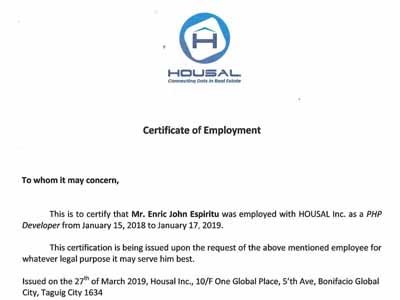 HOUSAL
Connecting Data in Real Estate
Certificate of Employment
To whom it may concern,
This is to certify that Mr. Enric John Espiritu was employed with HOUSAL Inc. as a PHP
Developer from January 15, 2018 to January 17, 2019.
This certification is being issued upon the request of the above mentioned employee for
whatever legal purpose it may serve him best.
Issued on the 27th of March 2019, Housal Inc., 10/F One Global Place, 5'th Ave, Bonifacio Global
City, Taguig City 1634